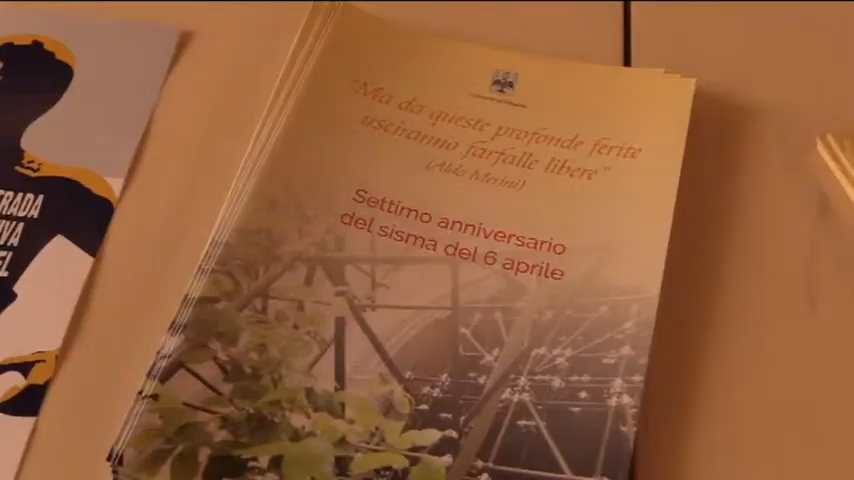 "Ma da queste profonde ferite
usciranno farfalle libere"
(Aldo Merini)
Settimo anniversario
del sisma del 6 aprile
TRADA
IVA
EL